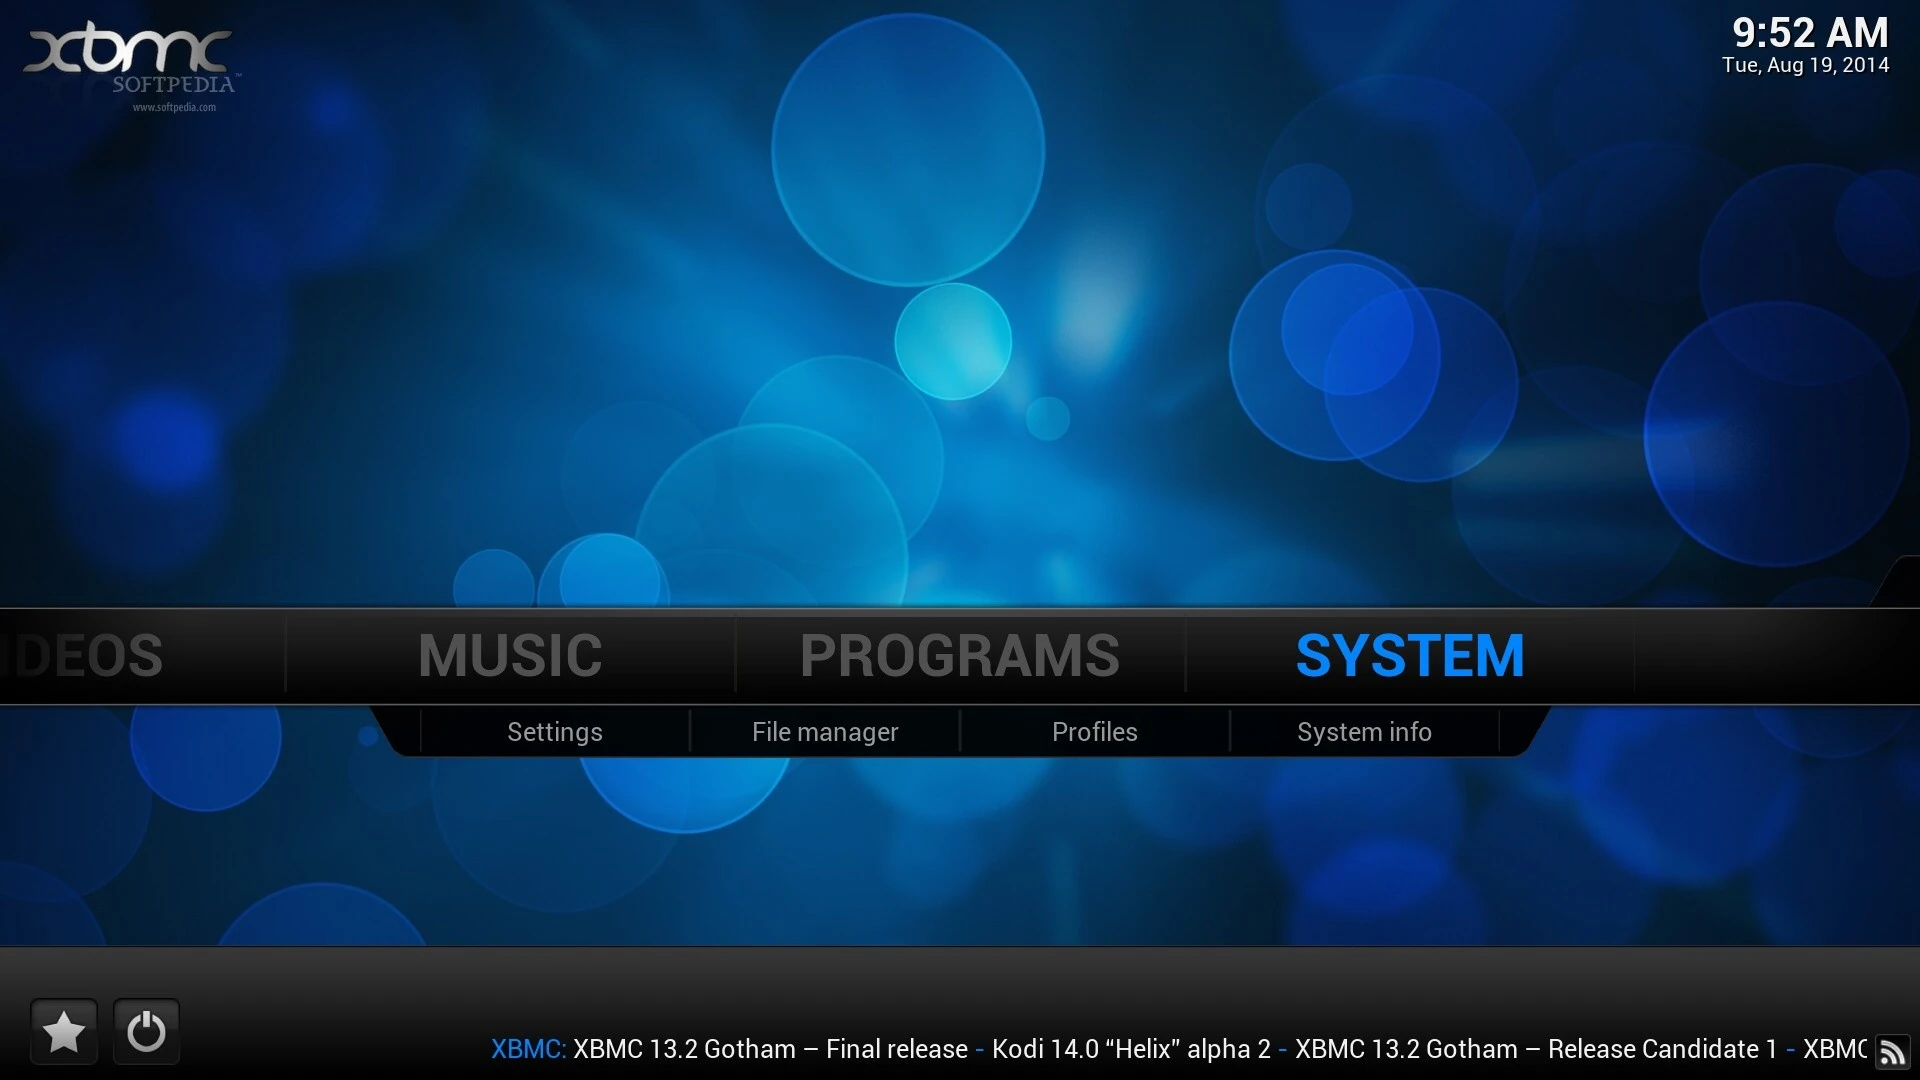 xbmc
SOFTPEDIA™
www.softpedia.com
9:52 AM
Tue, Aug 19, 2014
IDEOS
MUSIC
PROGRAMS
SYSTEM
Settings
File manager
Profiles
System info
XBMC: XBMC 13.2 Gotham – Final release - Kodi 14.0 “Helix” alpha 2 - XBMC 13.2 Gotham – Release Candidate 1 - XBMC